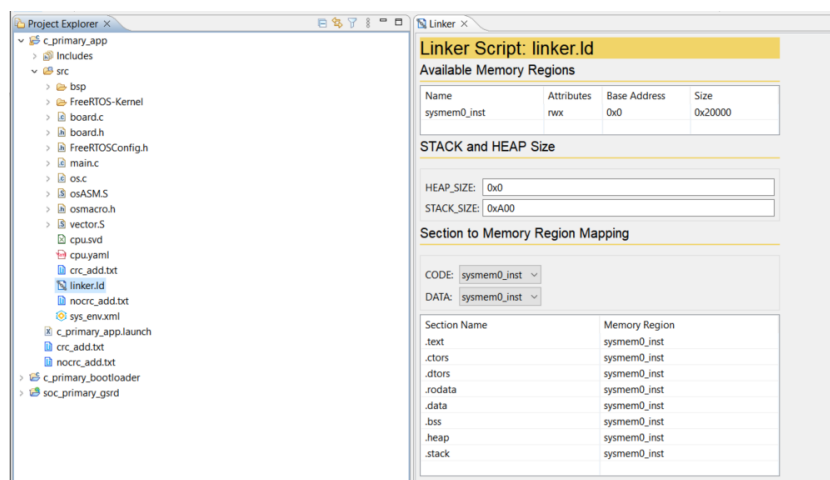 Project Explorer
c_primary_app
Includes
src
bsp
FreeRTOS-Kernel
board.c
board.h
FreeRTOSConfig.h
main.c
os.c
osASM.S
osmacro.h
vector.S
cpu.svd
cpu.yaml
crc_add.txt
linker.ld
nocrc_add.txt
sys_env.xml
c_primary_app.launch
crc_add.txt
nocrc_add.txt
c_primary_bootloader
soc_primary_gsrd
Linker
Linker Script: linker.ld
Available Memory Regions
Name Attributes Base Address Size
sysmem0_inst rwx 0x0 0x20000
STACK and HEAP Size
HEAP_SIZE: 0x0
STACK_SIZE: 0xA00
Section to Memory Region Mapping
CODE: sysmem0_inst
DATA: sysmem0_inst
Section Name Memory Region
.text sysmem0_inst
.ctors sysmem0_inst
.dtors sysmem0_inst
.rodata sysmem0_inst
.data sysmem0_inst
.bss sysmem0_inst
.heap sysmem0_inst
.stack sysmem0_inst